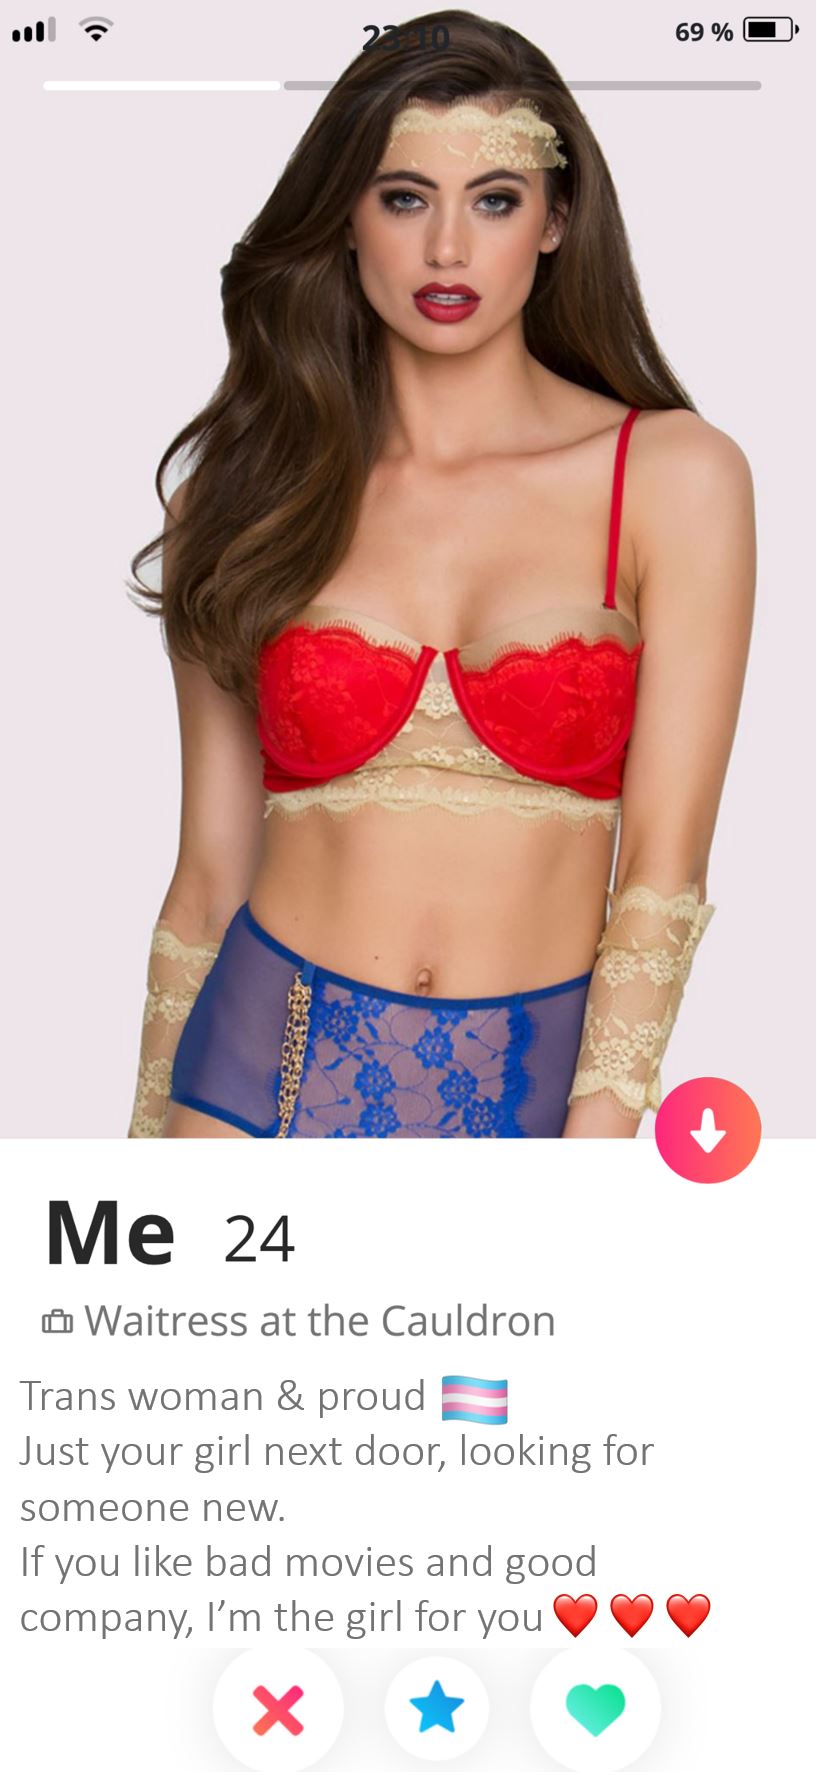 23:10
69 %
Me 24
Waitress at the Cauldron
Trans woman & proud 🏳️‍⚧️
Just your girl next door, looking for
someone new.
If you like bad movies and good
company, I’m the girl for you ❤️ ❤️ ❤️